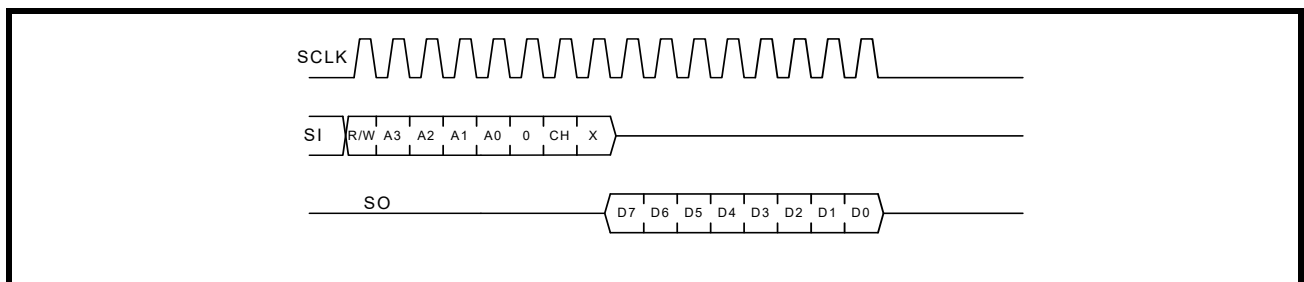 SCLK
SI R/W A3 A2 A1 A0 0 CH X
SO
D7 D6 D5 D4 D3 D2 D1 D0